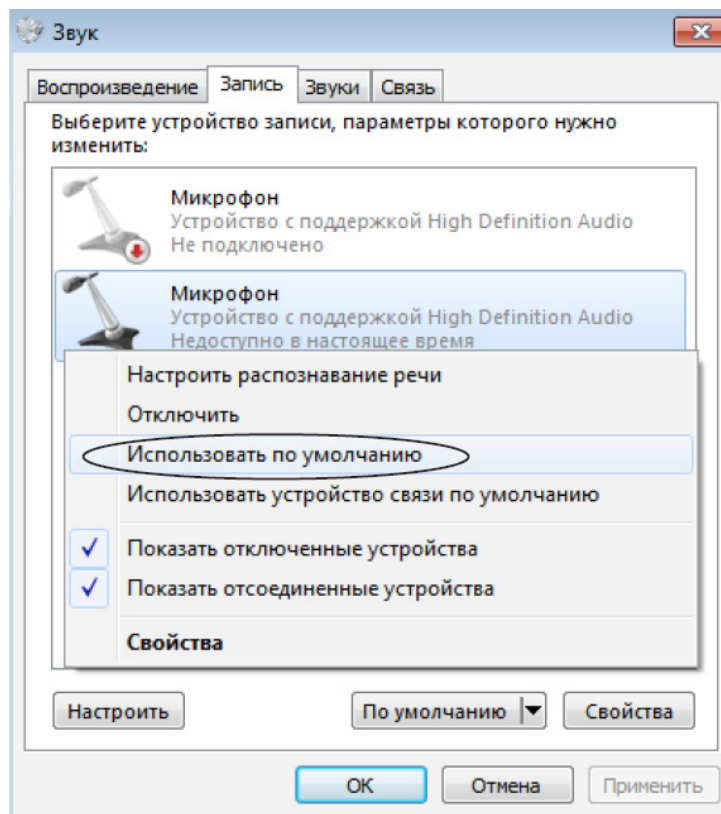 Звук
Воспроизведение Запись Звуки Связь
Выберите устройство записи, параметры которого нужно
изменить:
Микрофон
Устройство с поддержкой High Definition Audio
Не подключено
Микрофон
Устройство с поддержкой High Definition Audio
Недоступно в настоящее время
Настроить распознавание речи
Отключить
Использовать по умолчанию
Использовать устройство связи по умолчанию
Показать отключенные устройства
Показать отсоединенные устройства
Свойства
Настроить По умолчанию Свойства
ОК Отмена Применить